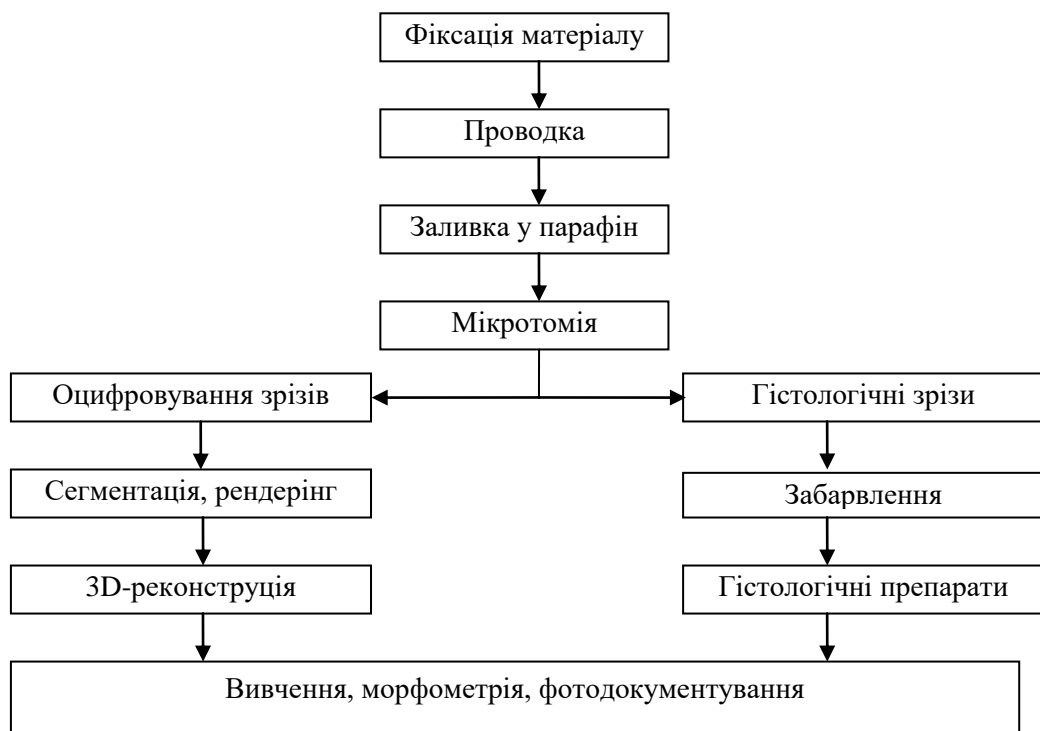 Фіксація матеріалу
Проводка
Заливка у парафін
Мікротомія
Оцифровування зрізів
Гістологічні зрізи
Сегментація, рендерінг
Забарвлення
3D-реконструція
Гістологічні препарати
Вивчення, морфометрія, фотодокументування